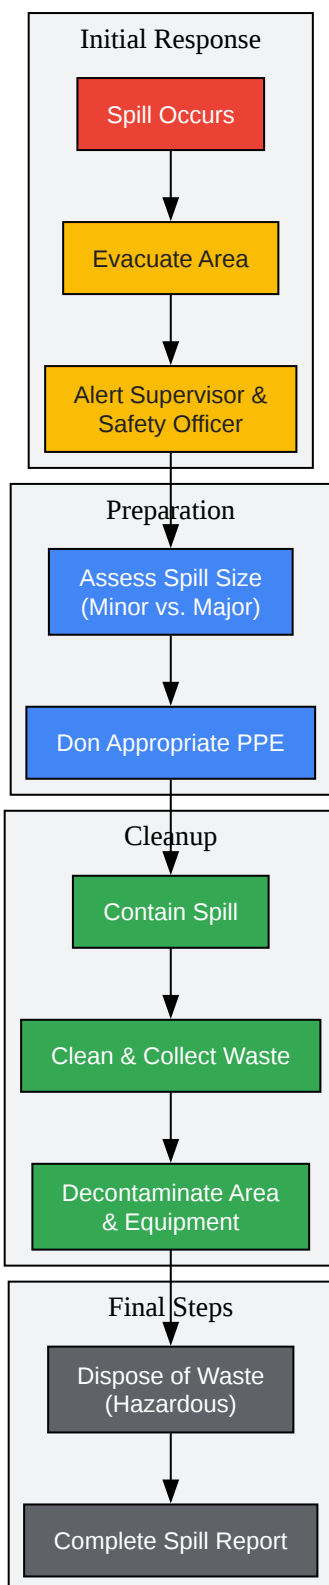 Initial Response
Spill Occurs
Evacuate Area
Alert Supervisor &
Safety Officer
Preparation
Assess Spill Size
(Minor vs. Major)
Don Appropriate PPE
Cleanup
Contain Spill
Clean & Collect Waste
Decontaminate Area
& Equipment
Final Steps
Dispose of Waste
(Hazardous)
Complete Spill Report